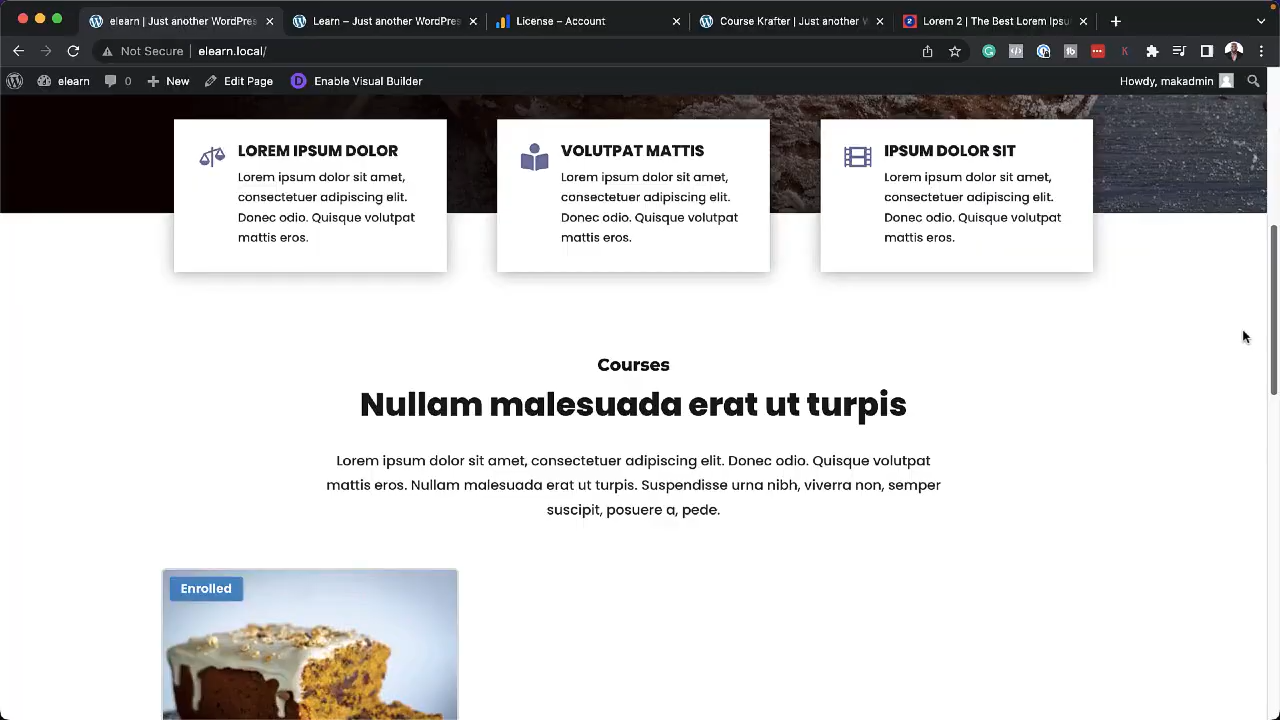 elearn | Just another WordPres
Learn – Just another WordPress
License – Account
Course Krafter | Just another W
Lorem 2 | The Best Lorem Ipsu
Not Secure
elearn.local/
elearn
0
New
Edit Page
D
Enable Visual Builder
Howdy, makadmin
LOREM IPSUM DOLOR
Lorem ipsum dolor sit amet,
consectetuer adipiscing elit.
Donec odio. Quisque volutpat
mattis eros.
VOLUTPAT MATTIS
Lorem ipsum dolor sit amet,
consectetuer adipiscing elit.
Donec odio. Quisque volutpat
mattis eros.
IPSUM DOLOR SIT
Lorem ipsum dolor sit amet,
consectetuer adipiscing elit.
Donec odio. Quisque volutpat
mattis eros.
Courses
Nullam malesuada erat ut turpis
Lorem ipsum dolor sit amet, consectetuer adipiscing elit. Donec odio. Quisque volutpat
mattis eros. Nullam malesuada erat ut turpis. Suspendisse urna nibh, viverra non, semper
suscipit, posuere a, pede.
Enrolled